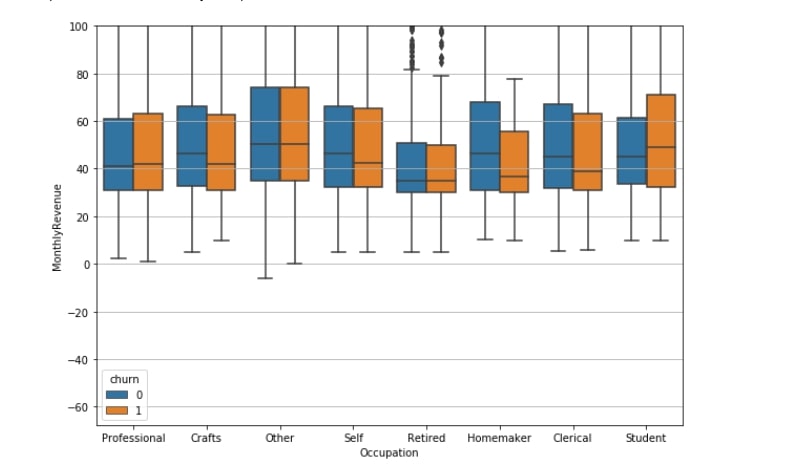 100
80
60
40
20
0
−20
−40
−60
MonthlyRevenue
churn
0
1
Professional Crafts Other Self Retired Homemaker Clerical Student
Occupation